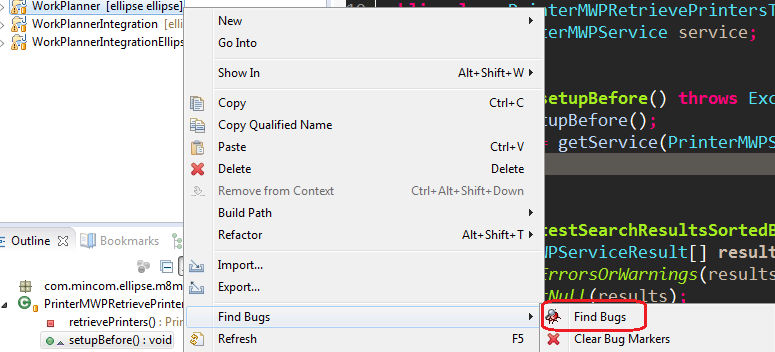 WorkPlanner [ellipse ellipse]
WorkPlannerIntegration [ellipse
WorkPlannerIntegrationEllip
New
Go Into
Show In Alt+Shift+W
Copy Ctrl+C
Copy Qualified Name
Paste Ctrl+V
Delete Delete
Remove from Context Ctrl+Alt+Shift+Down
Build Path
Refactor Alt+Shift+T
Import...
Export...
Find Bugs
Refresh F5
Find Bugs
Clear Bug Markers
PrinterMWPRetrievePrintersT
terMWPService service;
setupBefore() throws Exc
tupBefore();
= getService(PrinterMWPS
testSearchResultsSortedB
WPServiceResult[] result
ErrorsOrWarnings(results
tNull(results);
Outline
Bookmarks
com.mincom.ellipse.m8m
PrinterMWPRetrievePrinter
retrievePrinters() : Prin
setupBefore() : void